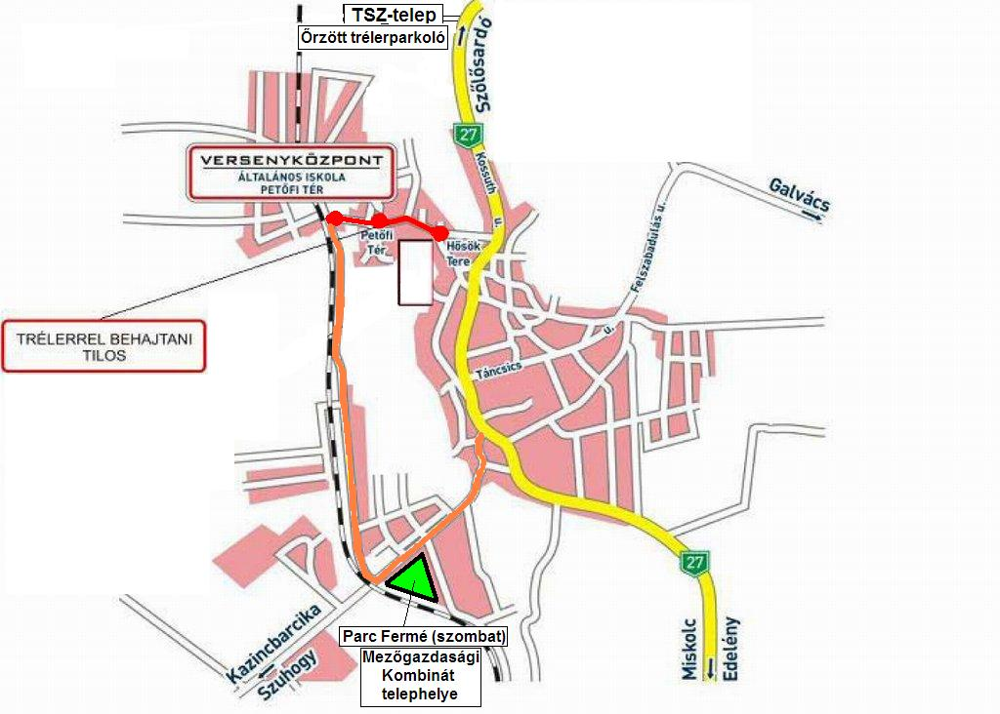 TSZ-telep
Őrzött trélerparkoló
Szőlősardó
27
VERSENYKÖZPONT
ÁLTALÁNOS ISKOLA
PETŐFI TÉR
Kossuth u.
Galvács
Petőfi
Tér
Hősök
Tere
Felszabadulás u.
TRÉLERREL BEHAJTANI
TILOS
Táncsics u.
27
Parc Fermé (szombat)
Mezőgazdasági
Kombinát
telephelye
Kazincbarcika
Szuhogy
Miskolc
Edelény